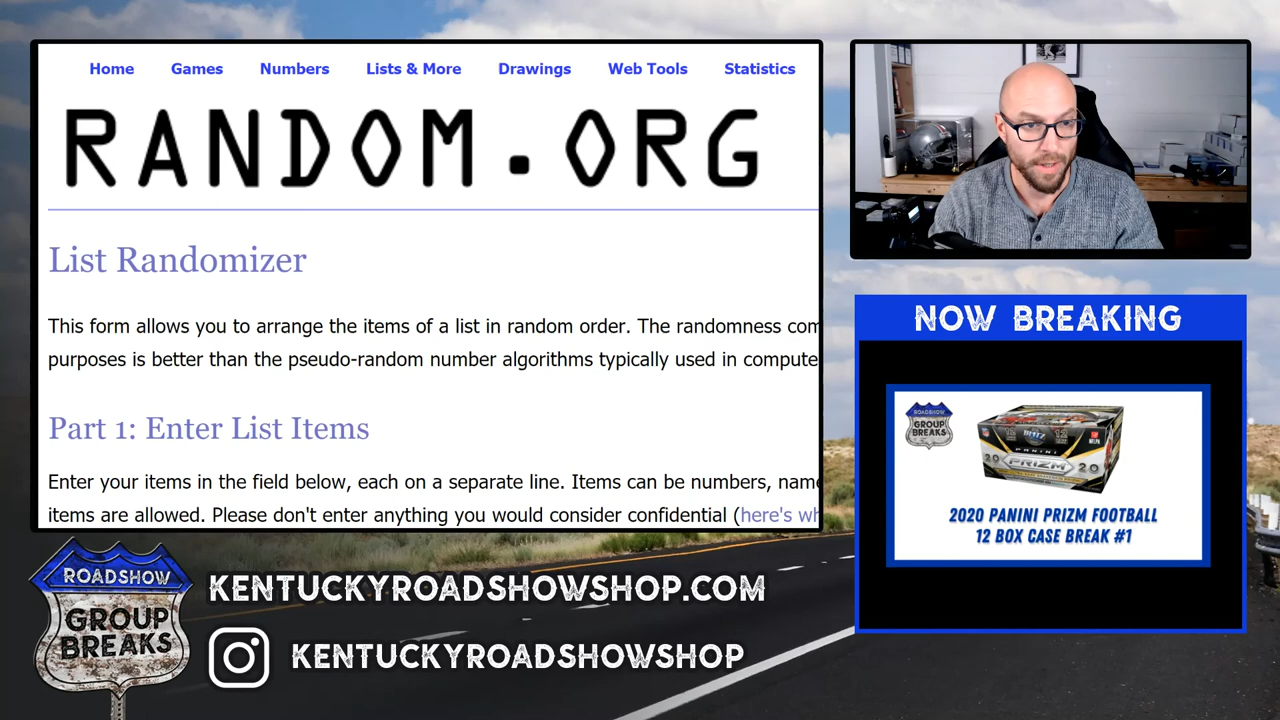 Home Games Numbers Lists & More Drawings Web Tools Statistics
RANDOM.ORG
List Randomizer
This form allows you to arrange the items of a list in random order. The randomness com
purposes is better than the pseudo-random number algorithms typically used in compute
Part 1: Enter List Items
Enter your items in the field below, each on a separate line. Items can be numbers, name
items are allowed. Please don't enter anything you would consider confidential (here's wh
NOW BREAKING
ROADSHOW
GROUP
BREAKS
PANINI
20 PRIZM 20
2020 PANINI PRIZM FOOTBALL
12 BOX CASE BREAK #1
ROADSHOW
GROUP
BREAKS
KENTUCKYROADSHOWSHOP.COM
KENTUCKYROADSHOWSHOP